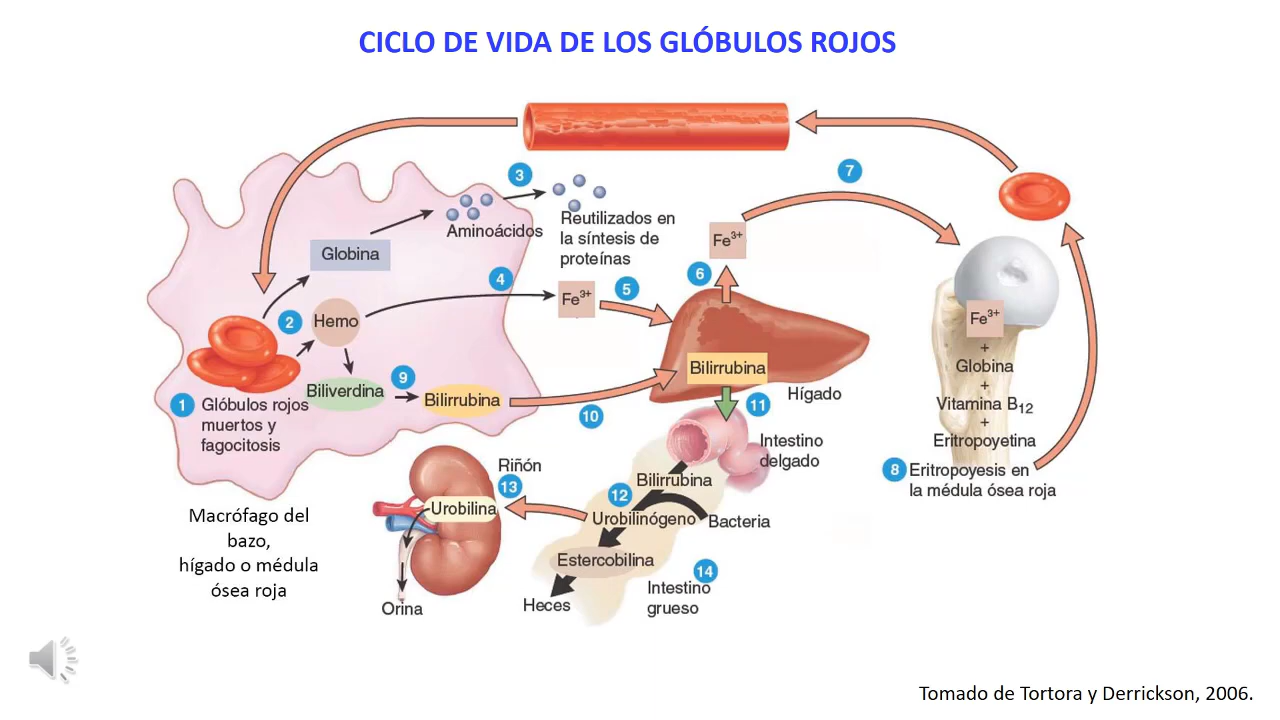 CICLO DE VIDA DE LOS GLÓBULOS ROJOS
3
Aminoácidos
Reutilizados en
la síntesis de
proteínas
7
Globina
Fe3+
6
4
Fe3+
5
2
Hemo
Biliverdina
9
Bilirrubina
1
Glóbulos rojos
muertos y
fagocitosis
10
Bilirrubina
Hígado
11
Fe3+
+
Globina
+
Vitamina B12
+
Eritropoyetina
8
Eritropoyesis en
la médula ósea roja
Intestino
delgado
Macrófago del
bazo,
hígado o médula
ósea roja
Riñón
13
Urobilina
Orina
Bilirrubina
12
Urobilinógeno
Bacteria
Estercobilina
14
Intestino
grueso
Heces
Tomado de Tortora y Derrickson, 2006.